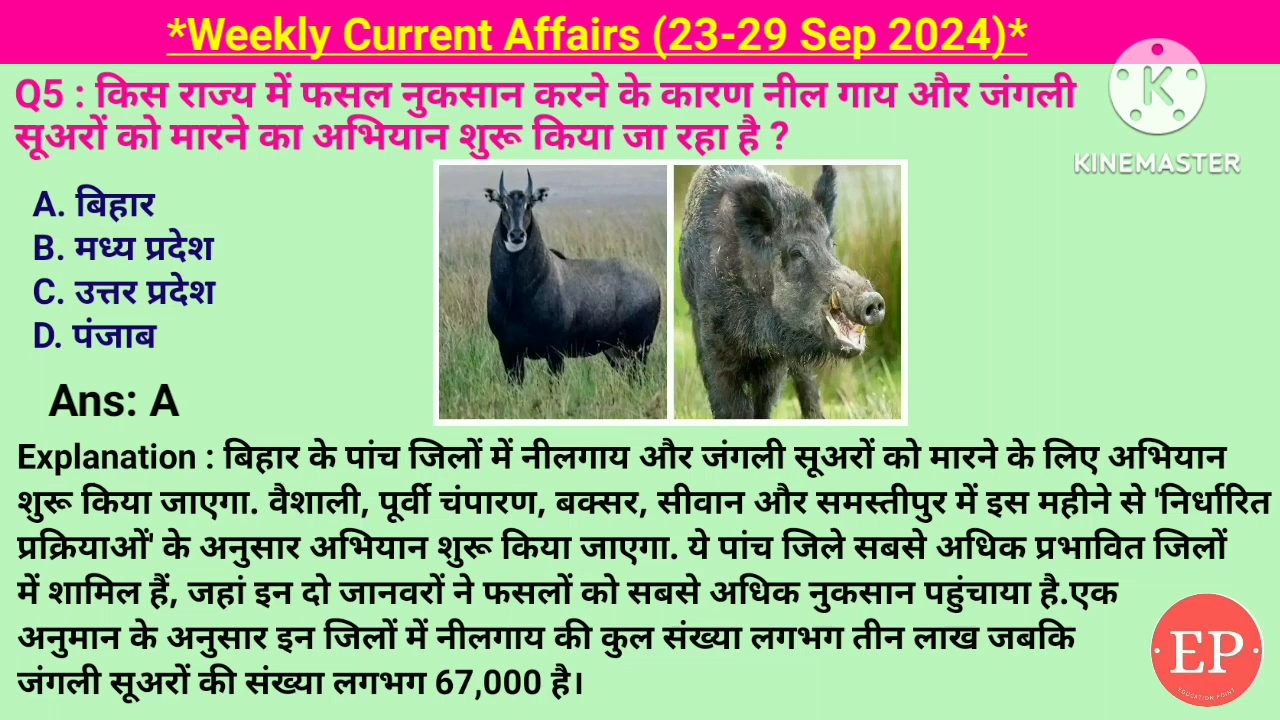 *Weekly Current Affairs (23-29 Sep 2024)*
Q5 : किस राज्य में फसल नुकसान करने के कारण नील गाय और जंगली
सूअरों को मारने का अभियान शुरू किया जा रहा है ?
K
KINEMASTER
A. बिहार
B. मध्य प्रदेश
C. उत्तर प्रदेश
D. पंजाब
Ans: A
Explanation : बिहार के पांच जिलों में नीलगाय और जंगली सूअरों को मारने के लिए अभियान
शुरू किया जाएगा. वैशाली, पूर्वी चंपारण, बक्सर, सीवान और समस्तीपुर में इस महीने से 'निर्धारित
प्रक्रियाओं' के अनुसार अभियान शुरू किया जाएगा. ये पांच जिले सबसे अधिक प्रभावित जिलों
में शामिल हैं, जहां इन दो जानवरों ने फसलों को सबसे अधिक नुकसान पहुंचाया है.एक
अनुमान के अनुसार इन जिलों में नीलगाय की कुल संख्या लगभग तीन लाख जबकि
जंगली सूअरों की संख्या लगभग 67,000 है।
EP
EDUCATION POINT